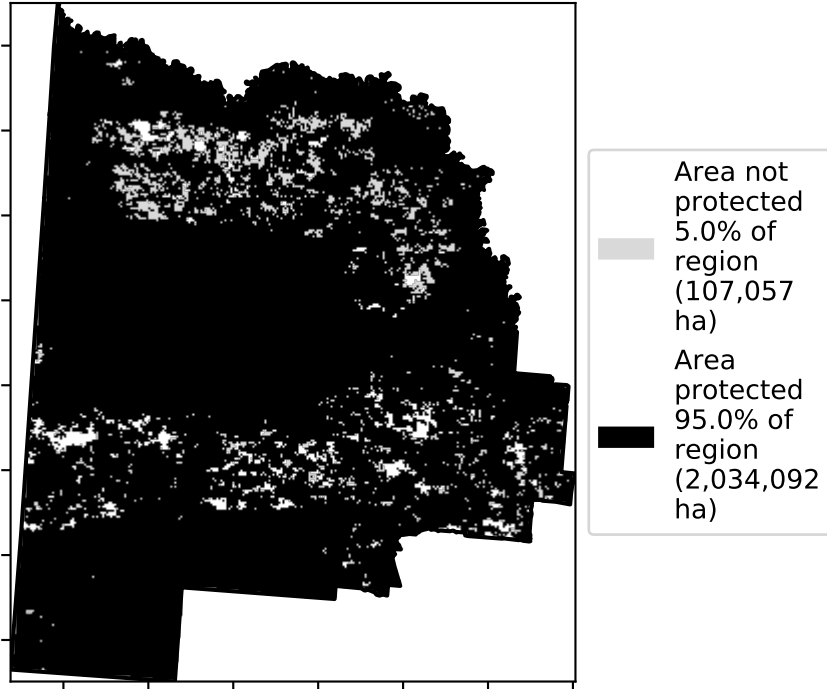 Area not
protected
5.0% of
region
(107,057
ha)
Area
protected
95.0% of
region
(2,034,092
ha)